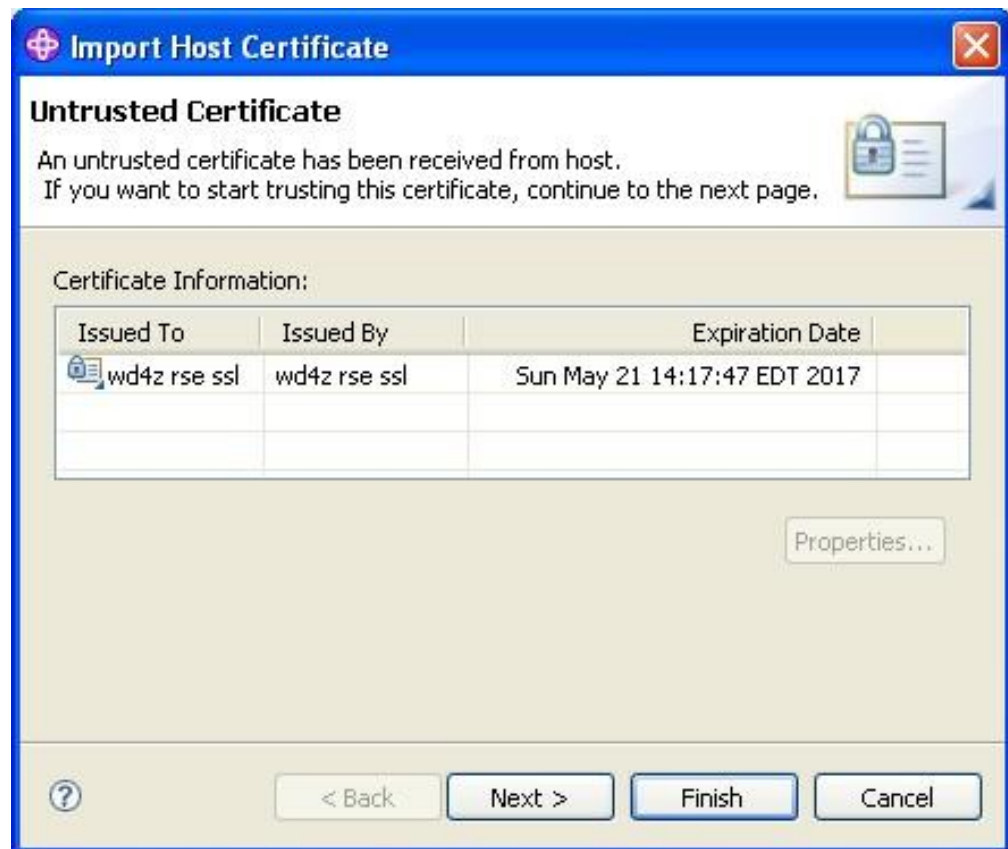 Import Host Certificate
Untrusted Certificate
An untrusted certificate has been received from host.
If you want to start trusting this certificate, continue to the next page.
Certificate Information:
Issued To Issued By Expiration Date
wd4z rse ssl wd4z rse ssl Sun May 21 14:17:47 EDT 2017
Properties...
? < Back Next > Finish Cancel